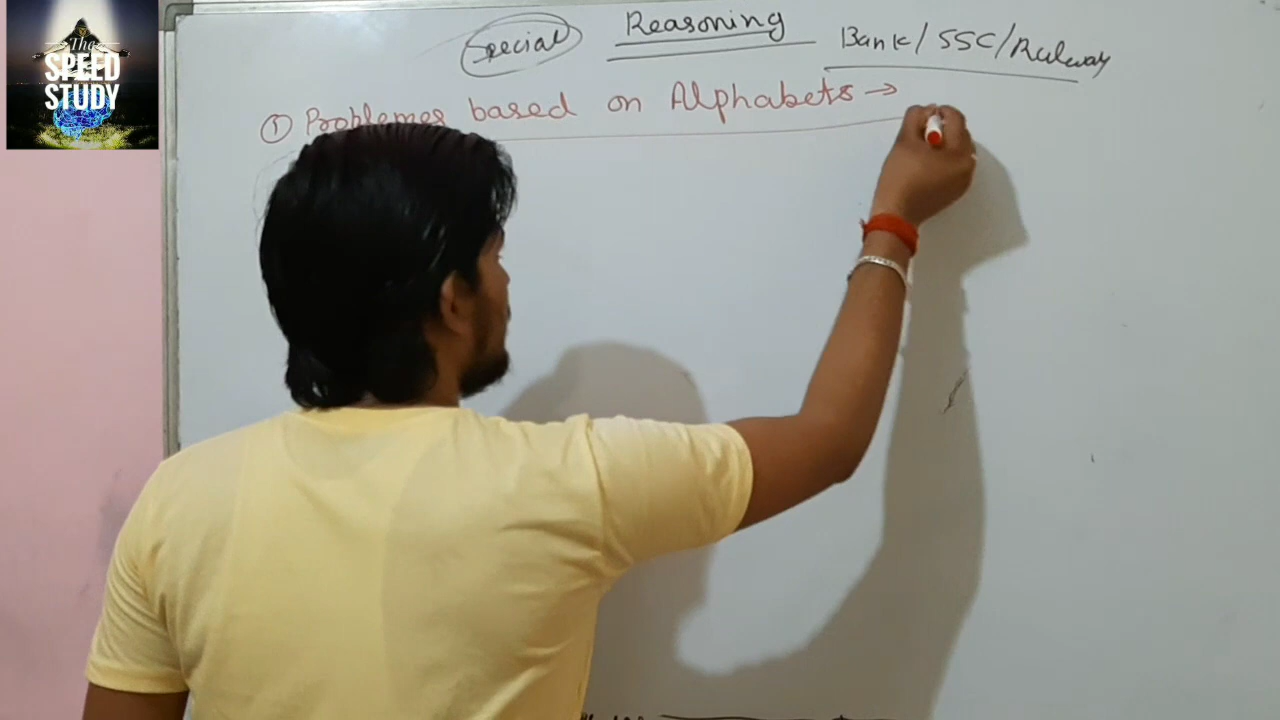 The
SPEED
STUDY
Special Reasoning Bank/SSC/Railway
① Problemes based on Alphabets →